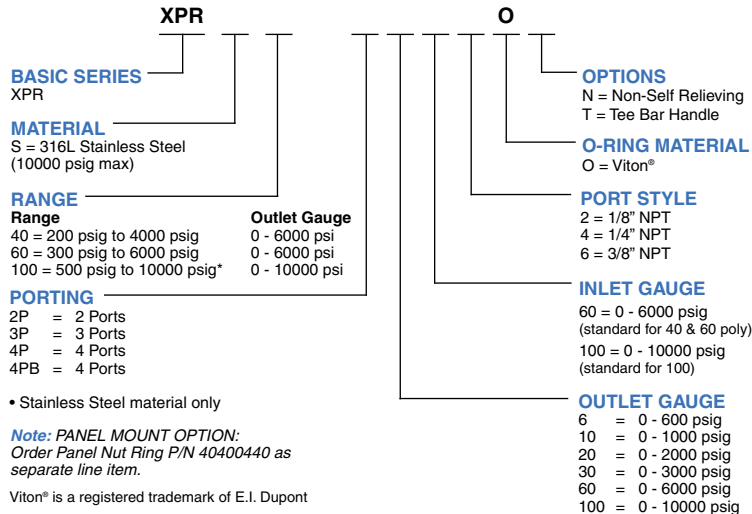 XPR O
BASIC SERIES
XPR
MATERIAL
S = 316L Stainless Steel
(10000 psig max)
RANGE
Range Outlet Gauge
40 = 200 psig to 4000 psig 0 - 6000 psi
60 = 300 psig to 6000 psig 0 - 6000 psi
100 = 500 psig to 10000 psig* 0 - 10000 psi
PORTING
2P = 2 Ports
3P = 3 Ports
4P = 4 Ports
4PB = 4 Ports
• Stainless Steel material only
Note: PANEL MOUNT OPTION:
Order Panel Nut Ring P/N 40400440 as
separate line item.
Viton® is a registered trademark of E.I. Dupont
OPTIONS
N = Non-Self Relieving
T = Tee Bar Handle
O-RING MATERIAL
O = Viton®
PORT STYLE
2 = 1/8” NPT
4 = 1/4” NPT
6 = 3/8” NPT
INLET GAUGE
60 = 0 - 6000 psig
(standard for 40 & 60 poly)
100 = 0 - 10000 psig
(standard for 100)
OUTLET GAUGE
6 = 0 - 600 psig
10 = 0 - 1000 psig
20 = 0 - 2000 psig
30 = 0 - 3000 psig
60 = 0 - 6000 psig
100 = 0 - 10000 psig